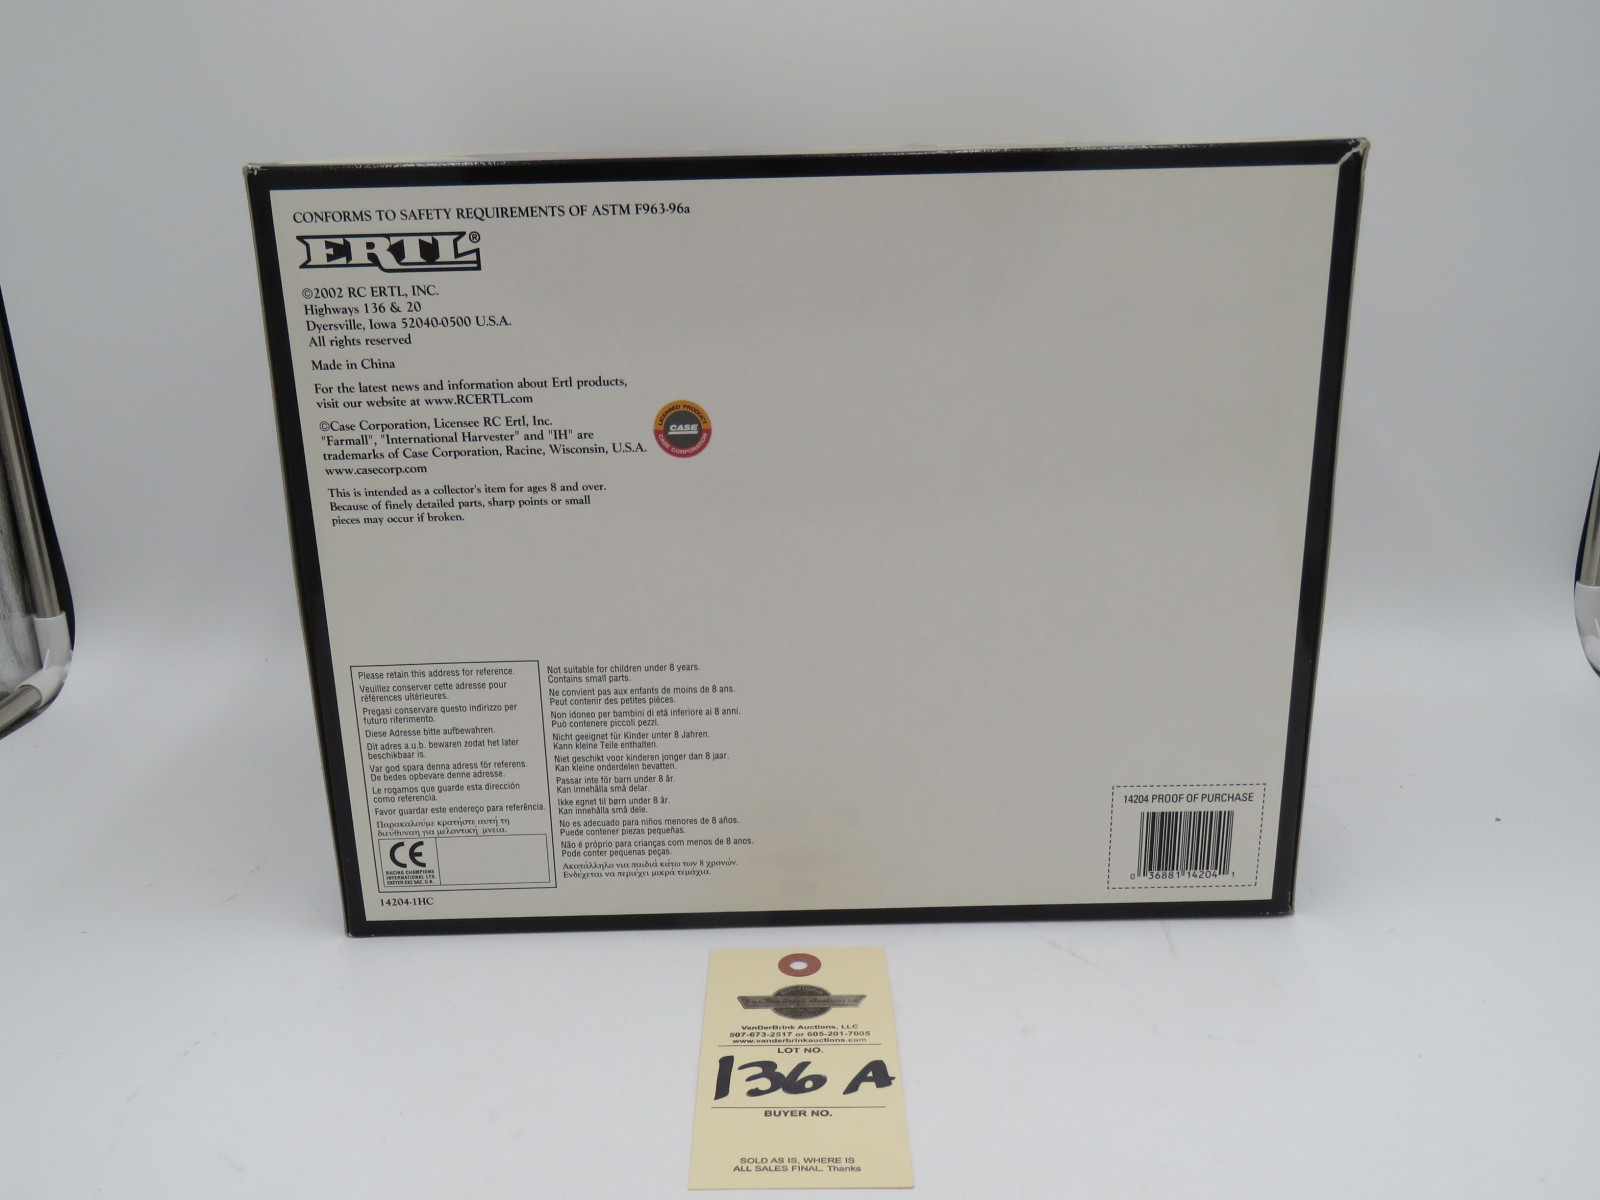 CONFORMS TO SAFETY REQUIREMENTS OF ASTM F963-96a
ERTL®
©2002 RC ERTL, INC.
Highways 136 & 20
Dyersville, Iowa 52040-0500 U.S.A.
All rights reserved
Made in China
For the latest news and information about Ertl products,
visit our website at www.RCERTL.com
©Case Corporation, Licensee RC Ertl, Inc.
"Farmall", "International Harvester" and "IH" are
trademarks of Case Corporation, Racine, Wisconsin, U.S.A.
www.casecorp.com
LICENSED PRODUCT
CASE
CASE CORPORATION
This is intended as a collector's item for ages 8 and over.
Because of finely detailed parts, sharp points or small
pieces may occur if broken.
Please retain this address for reference.
Veuillez conserver cette adresse pour
références ultérieures.
Pregasi conservare questo indirizzo per
futuro riferimento.
Diese Adresse bitte aufbewahren.
Dit adres a.u.b. bewaren zodat het later
beschikbaar is.
Var god spara denna adress för referens.
De bedes opbevare denne adresse.
Le rogamos que guarde esta dirección
como referencia.
Favor guardar este endereço para referência.
Παρακαλούμε κρατήστε αυτή τη
διεύθυνση για μελοντική μνεία.
CE
RACING CHAMPIONS
INTERNATIONAL LTD.
EXETER EX2 5AZ, U.K.
14204-1HC
Not suitable for children under 8 years.
Contains small parts.
Ne convient pas aux enfants de moins de 8 ans.
Peut contenir des petites pièces.
Non idoneo per bambini di etá inferiore ai 8 anni.
Può contenere piccoli pezzi.
Nicht geeignet für Kinder unter 8 Jahren.
Kann kleine Teile enthalten.
Niet geschikt voor kinderen jonger dan 8 jaar.
Kan kleine onderdelen bevatten.
Passar inte för barn under 8 år.
Kan innehålla små delar.
Ikke egnet til børn under 8 år.
Kan innehålla små dele.
No es adecuado para niños menores de 8 años.
Puede contener piezas pequeñas.
Não é próprio para crianças com menos de 8 anos.
Pode conter pequenas peças.
Ακατάλληλο για παιδιά κάτω των 8 χρονών.
Ενδέχεται να περιέχει μικρά τεμάχια.
14204 PROOF OF PURCHASE
0 36881 14204 1
VanDerBrink Auctions, LLC
507-673-2517 or 605-201-7005
www.vanderbrinkauctions.com
LOT NO.
136 A
BUYER NO.
SOLD AS IS, WHERE IS
ALL SALES FINAL. Thanks